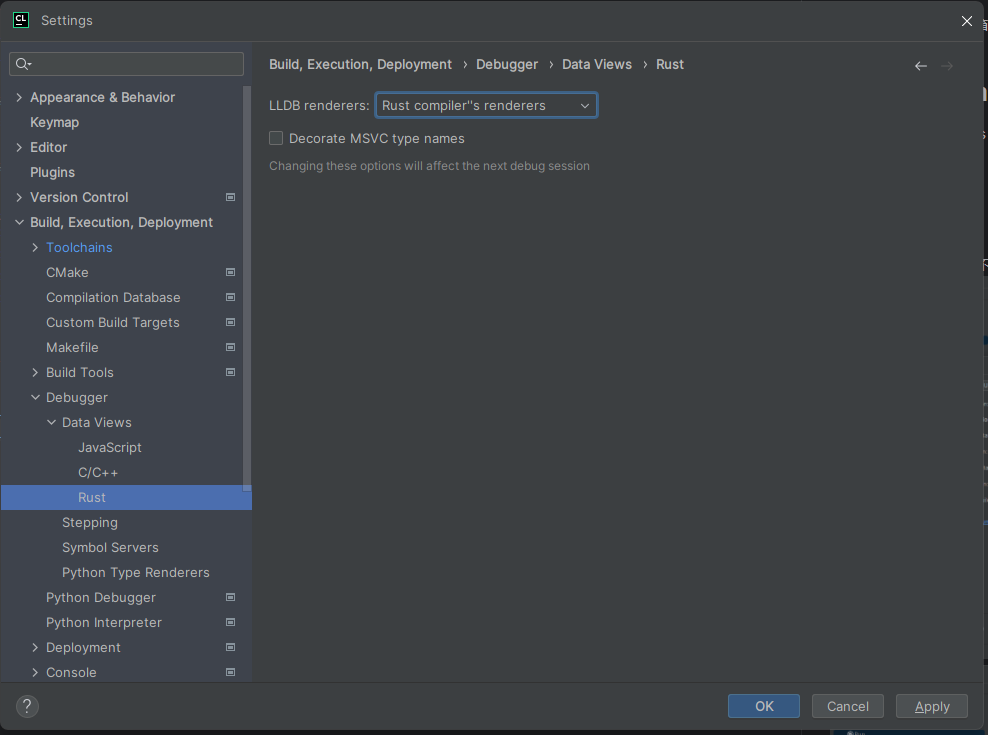 CL Settings
Build, Execution, Deployment › Debugger › Data Views › Rust
LLDB renderers: Rust compiler''s renderers
Decorate MSVC type names
Changing these options will affect the next debug session
Appearance & Behavior
Keymap
Editor
Plugins
Version Control
Build, Execution, Deployment
Toolchains
CMake
Compilation Database
Custom Build Targets
Makefile
Build Tools
Debugger
Data Views
JavaScript
C/C++
Rust
Stepping
Symbol Servers
Python Type Renderers
Python Debugger
Python Interpreter
Deployment
Console
?
OK
Cancel
Apply